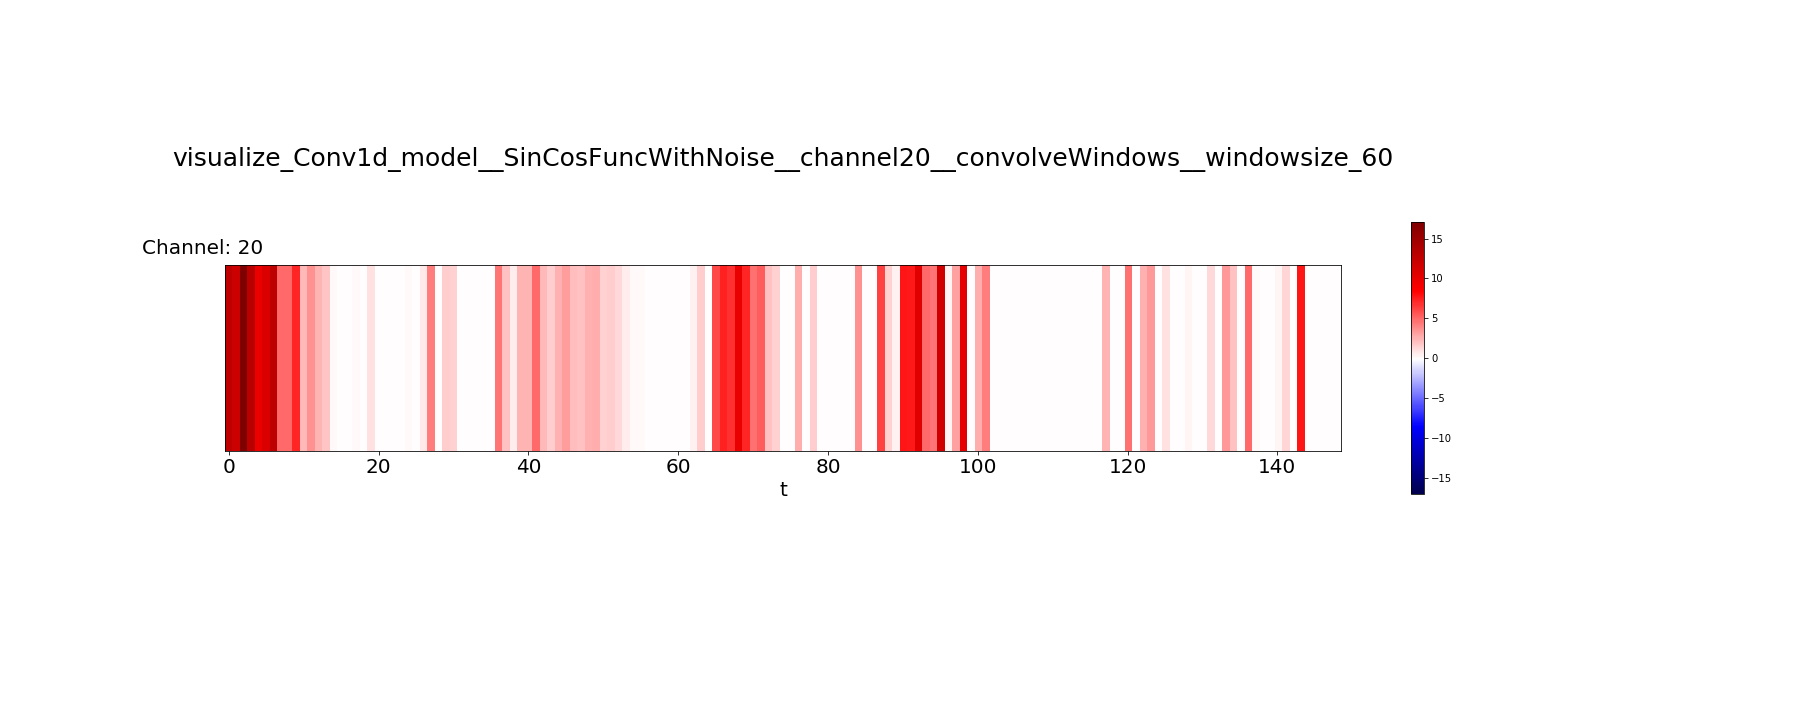 visualize_Conv1d_model__SinCosFuncWithNoise__channel20__convolveWindows__windowsize_60
Channel: 20
15
10
5
0
−5
−10
−15
0 20 40 60 80 100 120 140
t